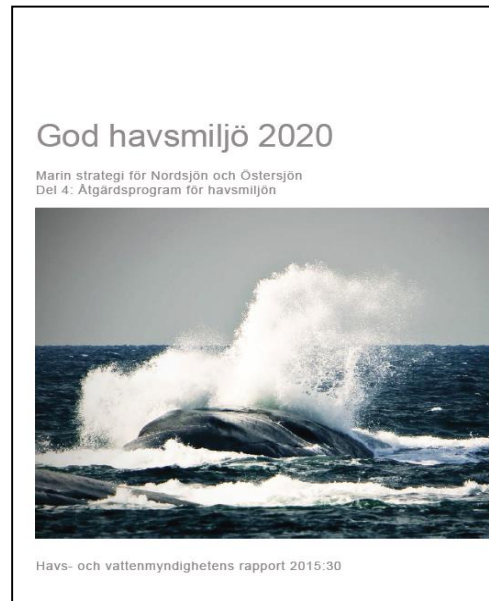 God havsmiljö 2020
Marin strategi för Nordsjön och Östersjön
Del 4: Åtgärdsprogram för havsmiljön
Havs- och vattenmyndighetens rapport 2015:30